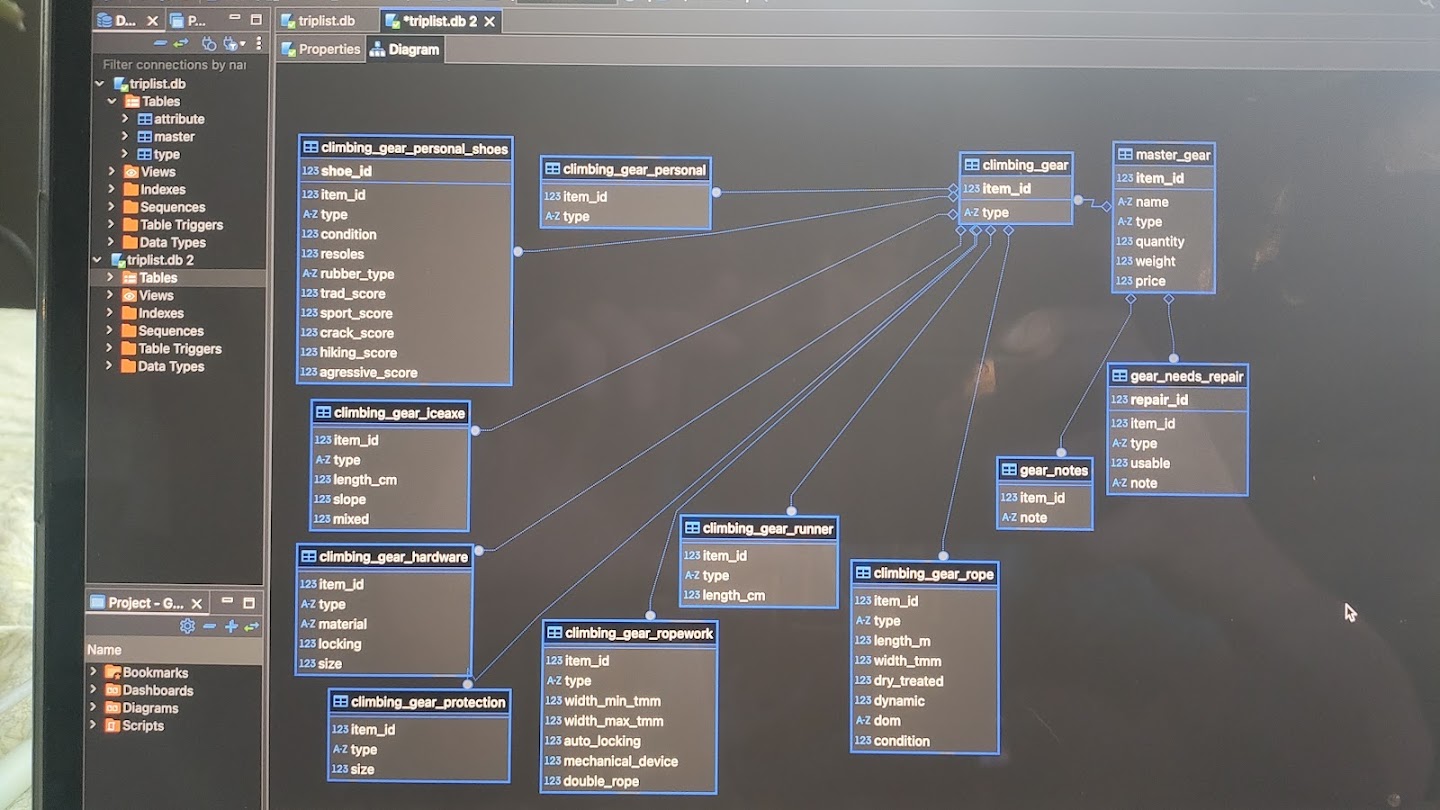 D...
P...
Filter connections by nar
triplist.db
Tables
attribute
master
type
Views
Indexes
Sequences
Table Triggers
Data Types
triplist.db 2
Tables
Views
Indexes
Sequences
Table Triggers
Data Types
Project - G...
Name
Bookmarks
Dashboards
Diagrams
Scripts
triplist.db
*triplist.db 2
Properties
Diagram
climbing_gear_personal_shoes
123 shoe_id
123 item_id
A-Z type
123 condition
123 resoles
A-Z rubber_type
123 trad_score
123 sport_score
123 crack_score
123 hiking_score
123 agressive_score
climbing_gear_personal
123 item_id
A-Z type
climbing_gear
123 item_id
A-Z type
master_gear
123 item_id
A-Z name
A-Z type
123 quantity
123 weight
123 price
climbing_gear_iceaxe
123 item_id
A-Z type
123 length_cm
123 slope
123 mixed
gear_needs_repair
123 repair_id
123 item_id
A-Z type
123 usable
A-Z note
gear_notes
123 item_id
A-Z note
climbing_gear_hardware
123 item_id
A-Z type
A-Z material
123 locking
123 size
climbing_gear_runner
123 item_id
A-Z type
123 length_cm
climbing_gear_rope
123 item_id
A-Z type
123 length_m
123 width_tmm
123 dry_treated
123 dynamic
A-Z dom
123 condition
climbing_gear_ropework
123 item_id
A-Z type
123 width_min_tmm
123 width_max_tmm
123 auto_locking
123 mechanical_device
123 double_rope
climbing_gear_protection
123 item_id
A-Z type
123 size